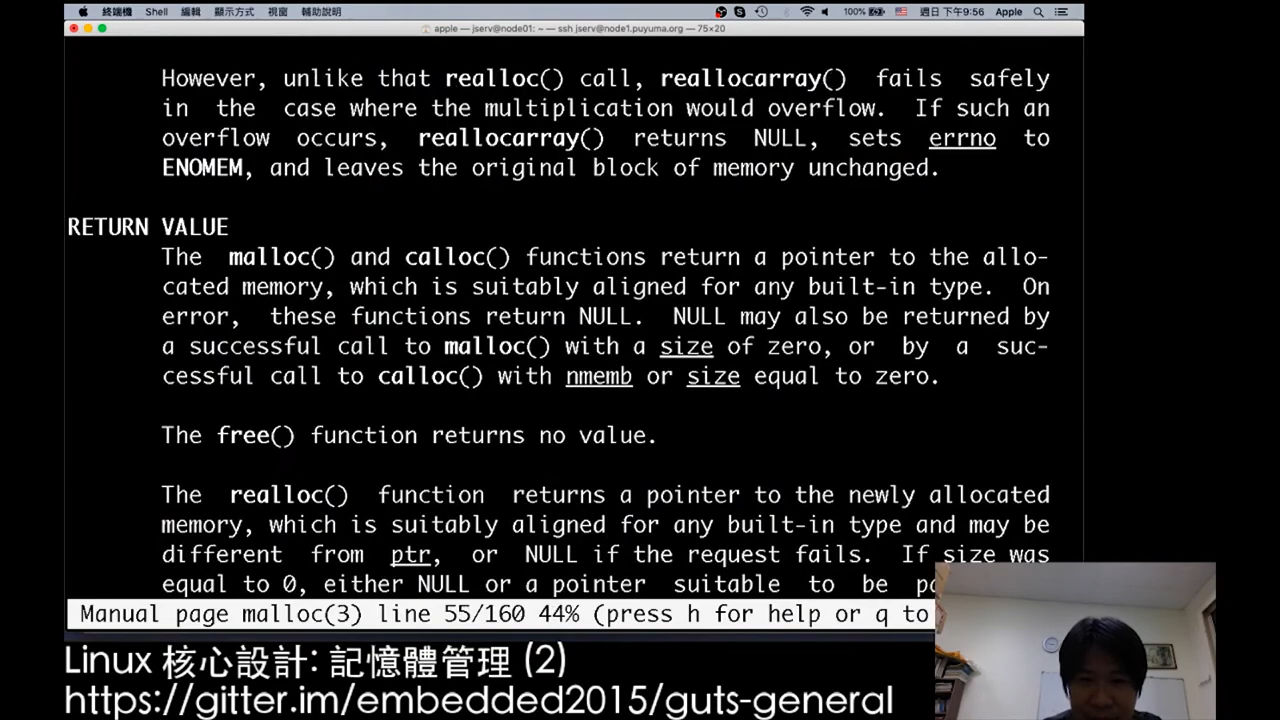 終端機 Shell 編輯 顯示方式 視窗 輔助說明 100% 週日 下午9:56 Apple
apple — jserv@node01: ~ — ssh jserv@node1.puyuma.org — 75×20
However, unlike that realloc() call, reallocarray() fails safely
in the case where the multiplication would overflow. If such an
overflow occurs, reallocarray() returns NULL, sets errno to
ENOMEM, and leaves the original block of memory unchanged.
RETURN VALUE
The malloc() and calloc() functions return a pointer to the allo-
cated memory, which is suitably aligned for any built-in type. On
error, these functions return NULL. NULL may also be returned by
a successful call to malloc() with a size of zero, or by a suc-
cessful call to calloc() with nmemb or size equal to zero.
The free() function returns no value.
The realloc() function returns a pointer to the newly allocated
memory, which is suitably aligned for any built-in type and may be
different from ptr, or NULL if the request fails. If size was
equal to 0, either NULL or a pointer suitable to be
Manual page malloc(3) line 55/160 44% (press h for help or q to
Linux 核心設計: 記憶體管理 (2)
https://gitter.im/embedded2015/guts-general